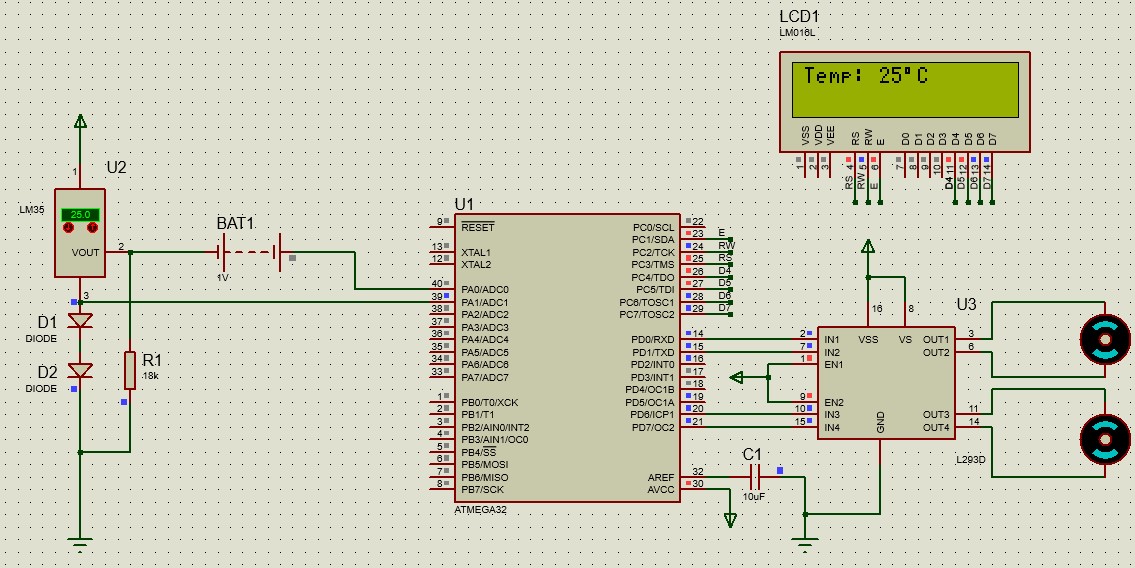 LCD1
LM016L
Temp: 25°C
VSS VDD VEE RS RW E D0 D1 D2 D3 D4 D5 D6 D7
1 2 3 4 5 6 7 8 9 10 11 12 13 14
RS RW E D4 D5 D6 D7
1
U2
LM35
25.0
VOUT
2
3
BAT1
1V
D1
DIODE
D2
DIODE
R1
18k
U1
9 RESET
13 XTAL1
12 XTAL2
40 PA0/ADC0
39 PA1/ADC1
38 PA2/ADC2
37 PA3/ADC3
36 PA4/ADC4
35 PA5/ADC5
34 PA6/ADC6
33 PA7/ADC7
1 PB0/T0/XCK
2 PB1/T1
3 PB2/AIN0/INT2
4 PB3/AIN1/OC0
5 PB4/SS
6 PB5/MOSI
7 PB6/MISO
8 PB7/SCK
PC0/SCL 22
PC1/SDA 23 E
PC2/TCK 24 RW
PC3/TMS 25 RS
PC4/TDO 26 D4
PC5/TDI 27 D5
PC6/TOSC1 28 D6
PC7/TOSC2 29 D7
PD0/RXD 14
PD1/TXD 15
PD2/INT0 16
PD3/INT1 17
PD4/OC1B 18
PD5/OC1A 19
PD6/ICP1 20
PD7/OC2 21
AREF 32
AVCC 30
ATMEGA32
C1
10uF
U3
16 8
VSS VS
2 IN1
7 IN2
1 EN1
9 EN2
10 IN3
15 IN4
OUT1 3
OUT2 6
OUT3 11
OUT4 14
GND
L293D